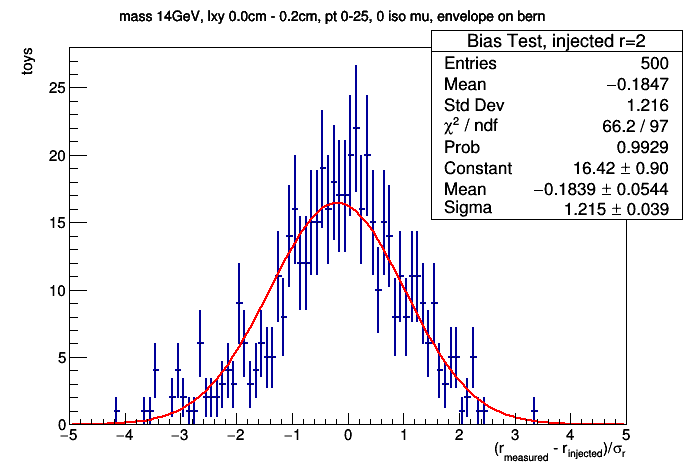 mass 14GeV, lxy 0.0cm - 0.2cm, pt 0-25, 0 iso mu, envelope on bern
toys
Bias Test, injected r=2
Entries 500
Mean −0.1847
Std Dev 1.216
χ² / ndf 66.2 / 97
Prob 0.9929
Constant 16.42 ± 0.90
Mean −0.1839 ± 0.0544
Sigma 1.215 ± 0.039
25
20
15
10
5
0
−5 −4 −3 −2 −1 0 1 2 3 4 5
(r_measured - r_injected)/σ_r